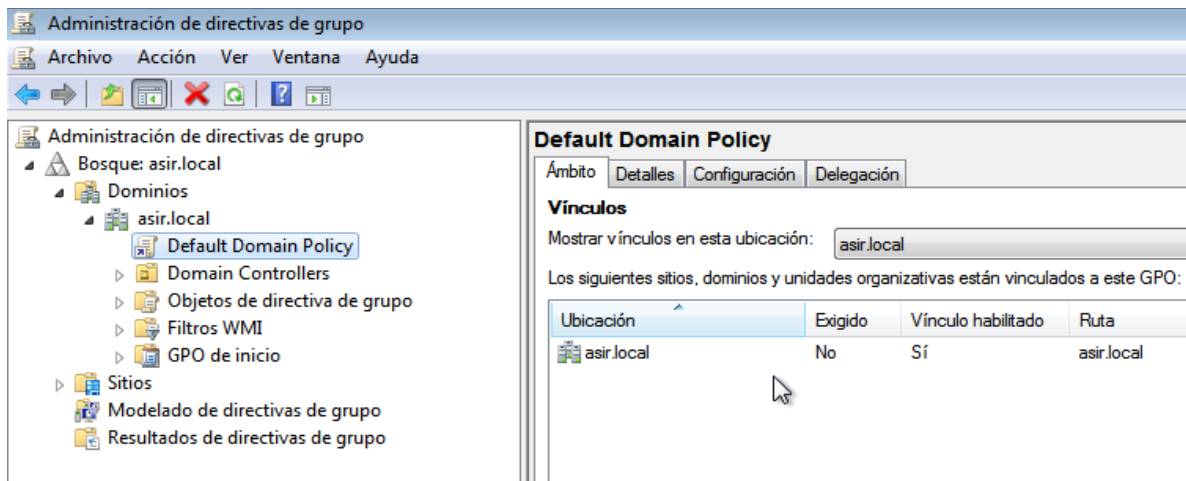 Administración de directivas de grupo
Archivo Acción Ver Ventana Ayuda
Administración de directivas de grupo
Bosque: asir.local
Dominios
asir.local
Default Domain Policy
Domain Controllers
Objetos de directiva de grupo
Filtros WMI
GPO de inicio
Sitios
Modelado de directivas de grupo
Resultados de directivas de grupo
Default Domain Policy
Ámbito Detalles Configuración Delegación
Vínculos
Mostrar vínculos en esta ubicación: asir.local
Los siguientes sitios, dominios y unidades organizativas están vinculados a este GPO:
Ubicación Exigido Vínculo habilitado Ruta
asir.local No Sí asir.local